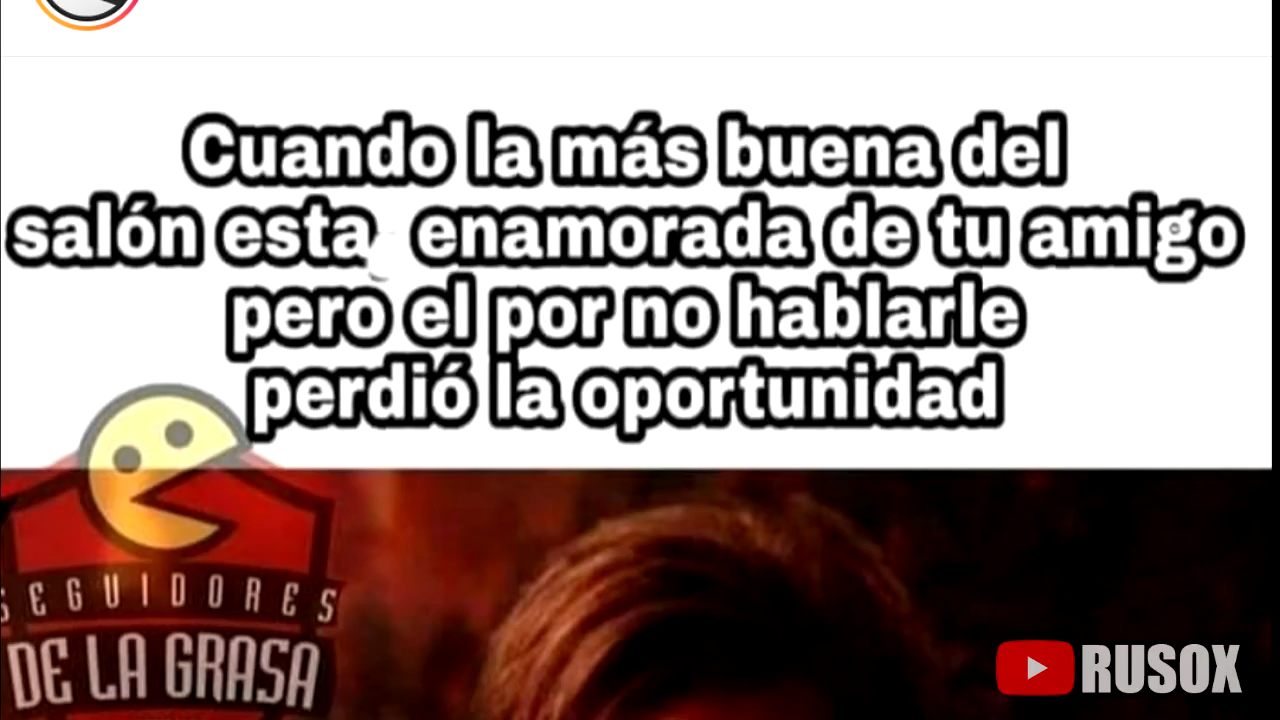 Cuando la más buena del
salón esta enamorada de tu amigo
pero el por no hablarle
perdió la oportunidad
SEGUIDORES
DE LA GRASA
RUSOX